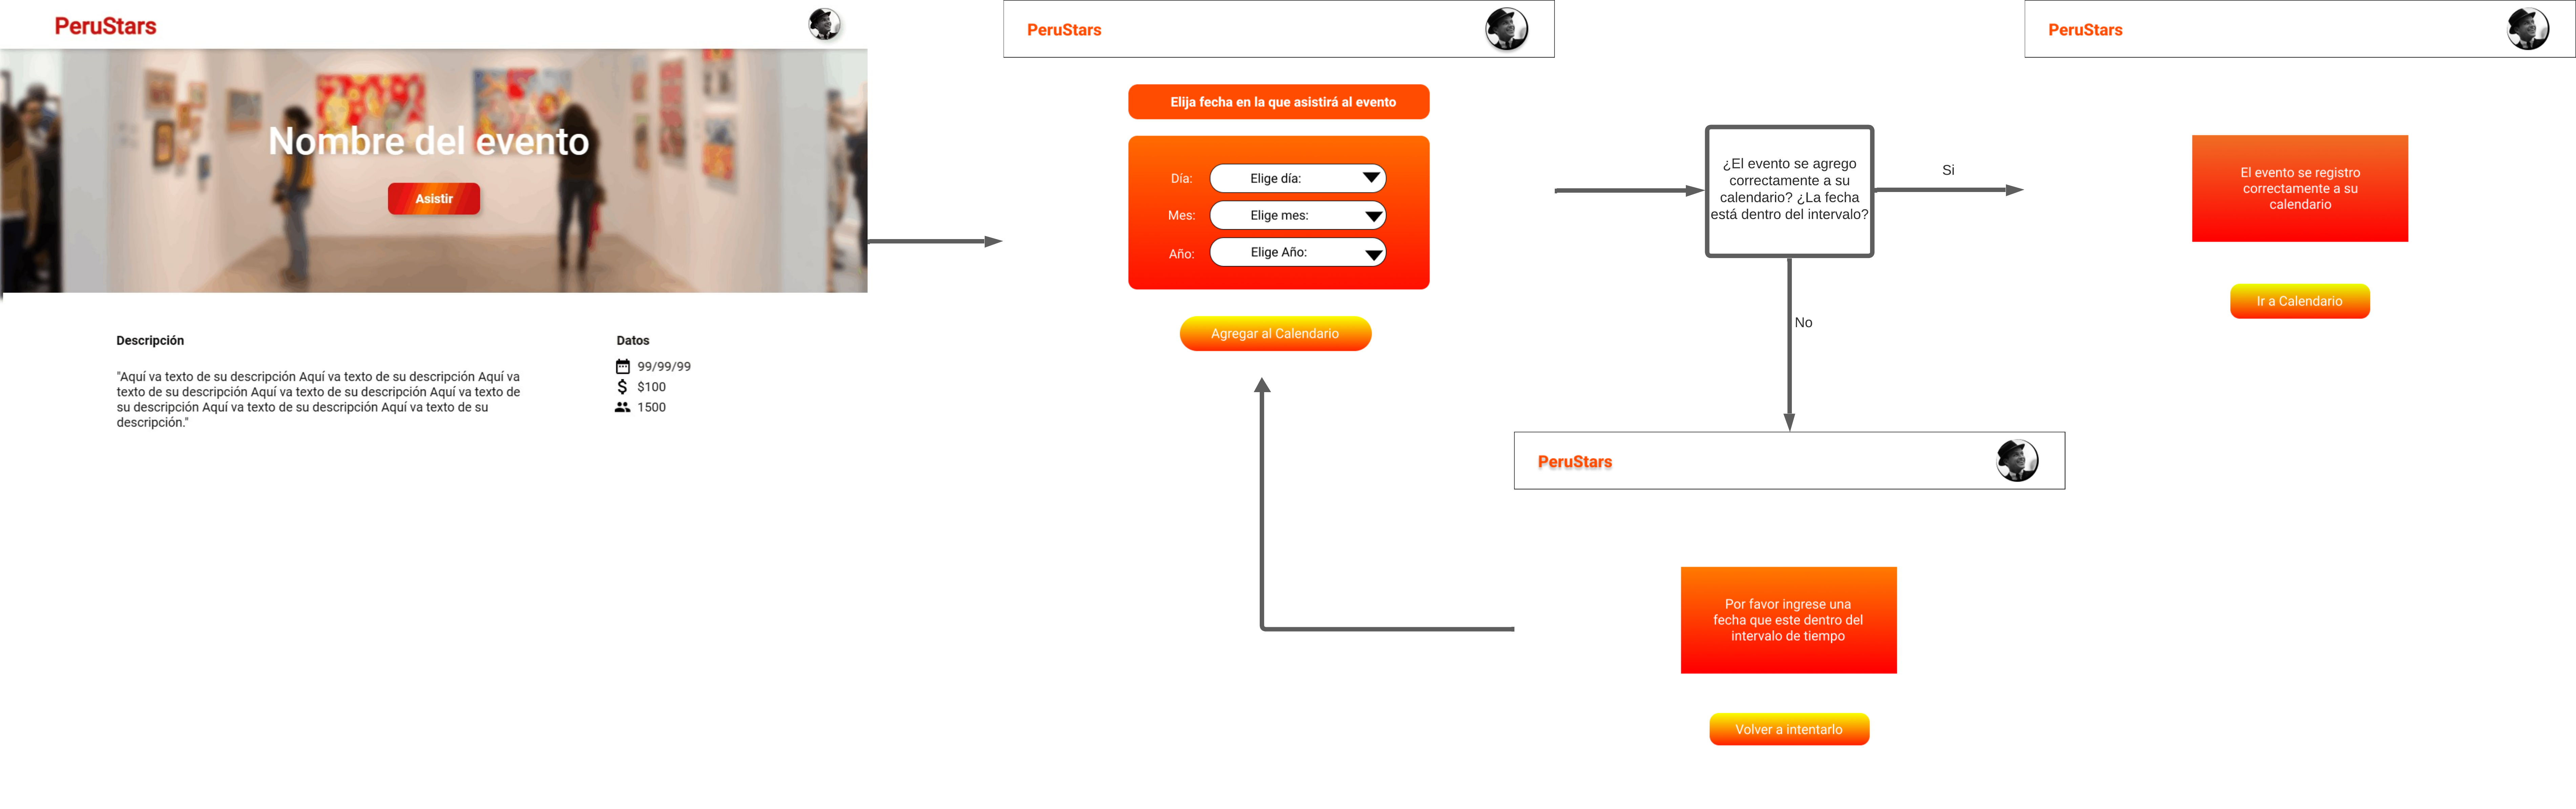 PeruStars
Nombre del evento
Asistir
Descripción
"Aquí va texto de su descripción Aquí va texto de su descripción Aquí va
texto de su descripción Aquí va texto de su descripción Aquí va texto de
su descripción Aquí va texto de su descripción Aquí va texto de su
descripción."
Datos
99/99/99
$100
1500
PeruStars
Elija fecha en la que asistirá al evento
Día: Elige día:
Mes: Elige mes:
Año: Elige Año:
Agregar al Calendario
¿El evento se agrego
correctamente a su
calendario? ¿La fecha
está dentro del intervalo?
Si
No
PeruStars
El evento se registro
correctamente a su
calendario
Ir a Calendario
PeruStars
Por favor ingrese una
fecha que este dentro del
intervalo de tiempo
Volver a intentarlo